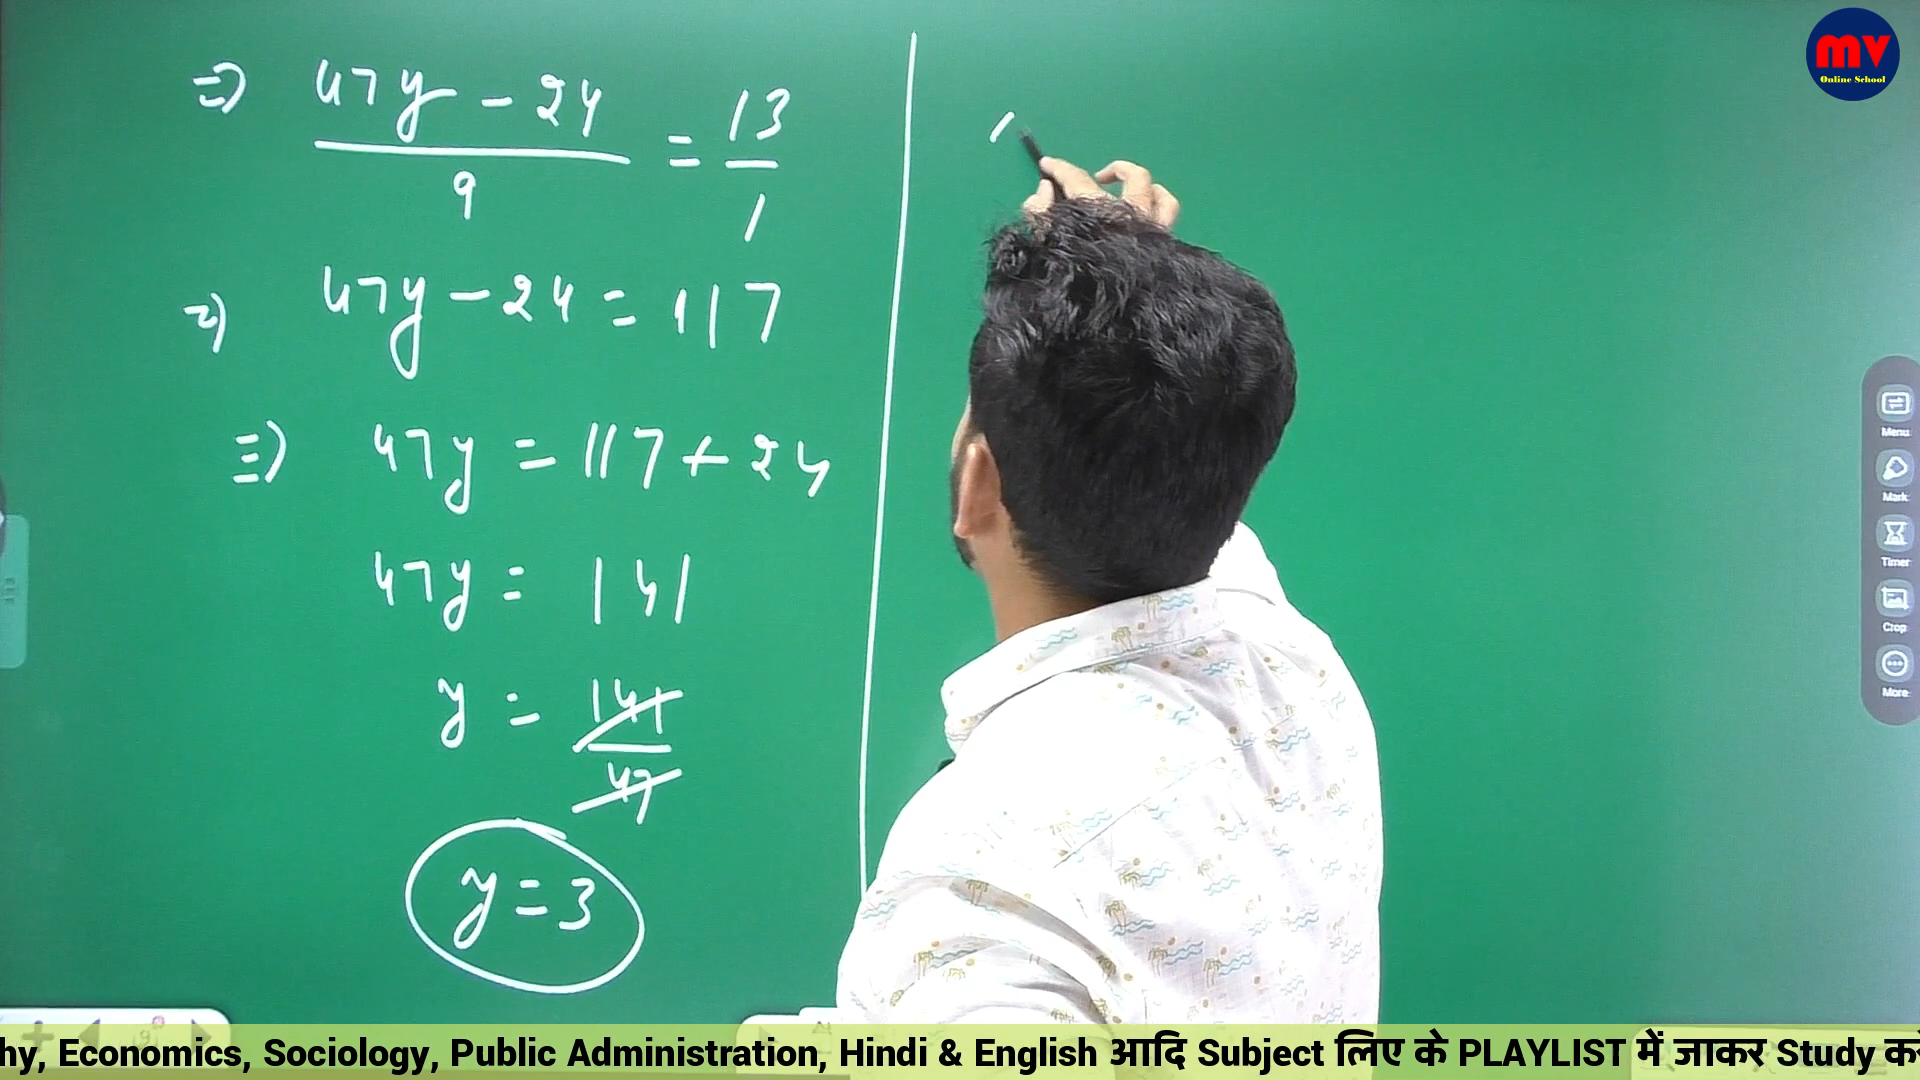 ⇒ 47y - 24 / 9 = 13 / 1
⇒ 47y - 24 = 117
⇒ 47y = 117 + 24
47y = 141
y = 141 / 47
y = 3
mv
Online School
Menu
Mark
Timer
Crop
More
hy, Economics, Sociology, Public Administration, Hindi & English आदि Subject लिए के PLAYLIST में जाकर Study